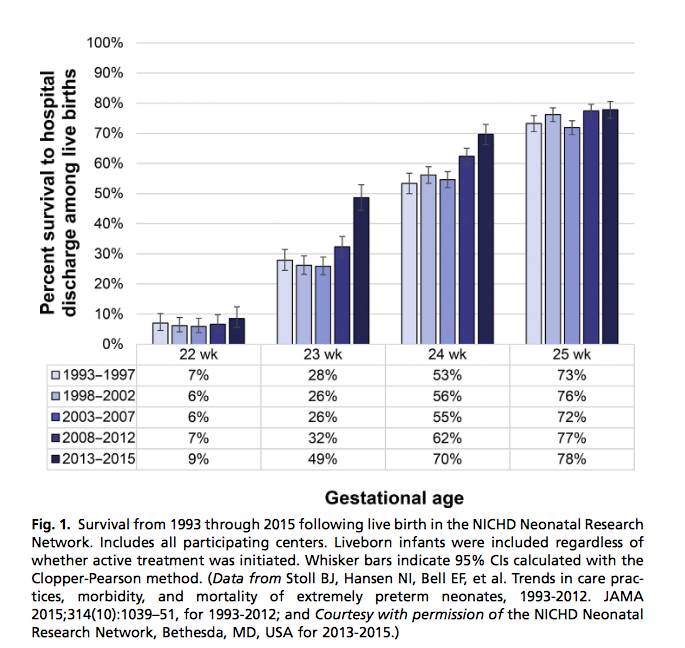 Percent survival to hospital
discharge among live births
100%
90%
80%
70%
60%
50%
40%
30%
20%
10%
0%
22 wk 23 wk 24 wk 25 wk
1993–1997 7% 28% 53% 73%
1998–2002 6% 26% 56% 76%
2003–2007 6% 26% 55% 72%
2008–2012 7% 32% 62% 77%
2013–2015 9% 49% 70% 78%
Gestational age
Fig. 1. Survival from 1993 through 2015 following live birth in the NICHD Neonatal Research
Network. Includes all participating centers. Liveborn infants were included regardless of
whether active treatment was initiated. Whisker bars indicate 95% CIs calculated with the
Clopper-Pearson method. (Data from Stoll BJ, Hansen NI, Bell EF, et al. Trends in care prac-
tices, morbidity, and mortality of extremely preterm neonates, 1993-2012. JAMA
2015;314(10):1039–51, for 1993-2012; and Courtesy with permission of the NICHD Neonatal
Research Network, Bethesda, MD, USA for 2013-2015.)